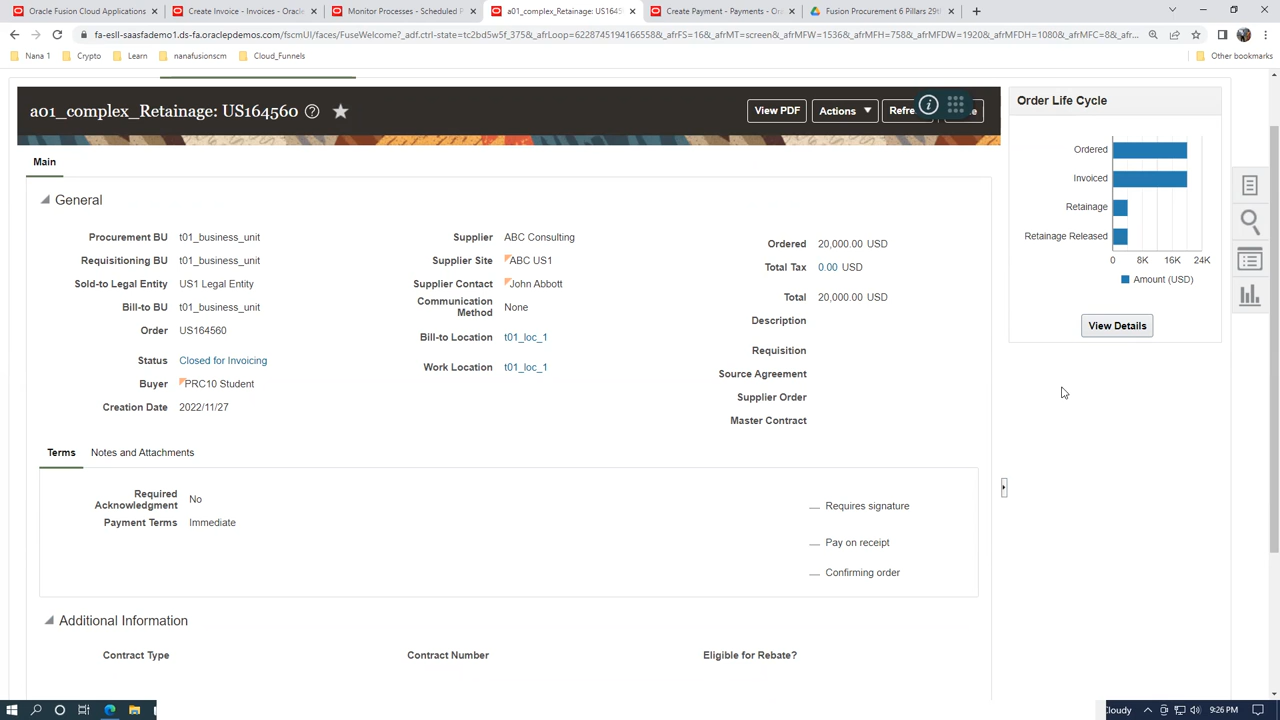 Oracle Fusion Cloud Applications
Create Invoice - Invoices - Oracle
Monitor Processes - Scheduled P
a01_complex_Retainage: US1645
Create Payment - Payments - Or
Fusion Procurement 6 Pillars 295
fa-esll-saasfademo1.ds-fa.oraclepdemos.com/fscmUI/faces/FuseWelcome?_adf.ctrl-state=tc2bd5w5f_375&_afrLoop=62287451941665588&_afrFS=16&_afrMT=screen&_afrMFW=1536&_afrMFH=758&_afrMFDW=1920&_afrMFDH=1080&_afrMFC=8&_afr...
Nana 1
Crypto
Learn
nanafusionscm
Cloud_Funnels
Other bookmarks
a01_complex_Retainage: US164560
View PDF
Actions
Refre
Main
General
Procurement BU t01_business_unit
Requisitioning BU t01_business_unit
Sold-to Legal Entity US1 Legal Entity
Bill-to BU t01_business_unit
Order US164560
Status Closed for Invoicing
Buyer PRC10 Student
Creation Date 2022/11/27
Supplier ABC Consulting
Supplier Site ABC US1
Supplier Contact John Abbott
Communication
Method None
Bill-to Location t01_loc_1
Work Location t01_loc_1
Ordered 20,000.00 USD
Total Tax 0.00 USD
Total 20,000.00 USD
Description
Requisition
Source Agreement
Supplier Order
Master Contract
Terms
Notes and Attachments
Required
Acknowledgment No
Payment Terms Immediate
Requires signature
Pay on receipt
Confirming order
Additional Information
Contract Type
Contract Number
Eligible for Rebate?
Order Life Cycle
Ordered
Invoiced
Retainage
Retainage Released
0 8K 16K 24K
Amount (USD)
View Details
Cloudy
9:26 PM